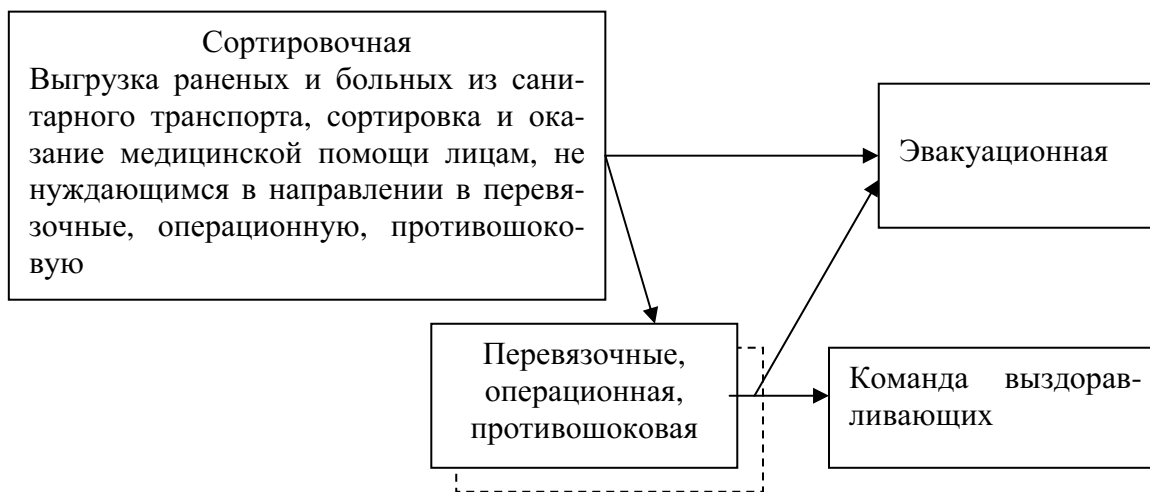 Сортировочная
Выгрузка раненых и больных из сани-
тарного транспорта, сортировка и ока-
зание медицинской помощи лицам, не
нуждающимся в направлении в перевя-
зочные, операционную, противошоко-
вую
Эвакуационная
Перевязочные,
операционная,
противошоковая
Команда выздорав-
ливающих